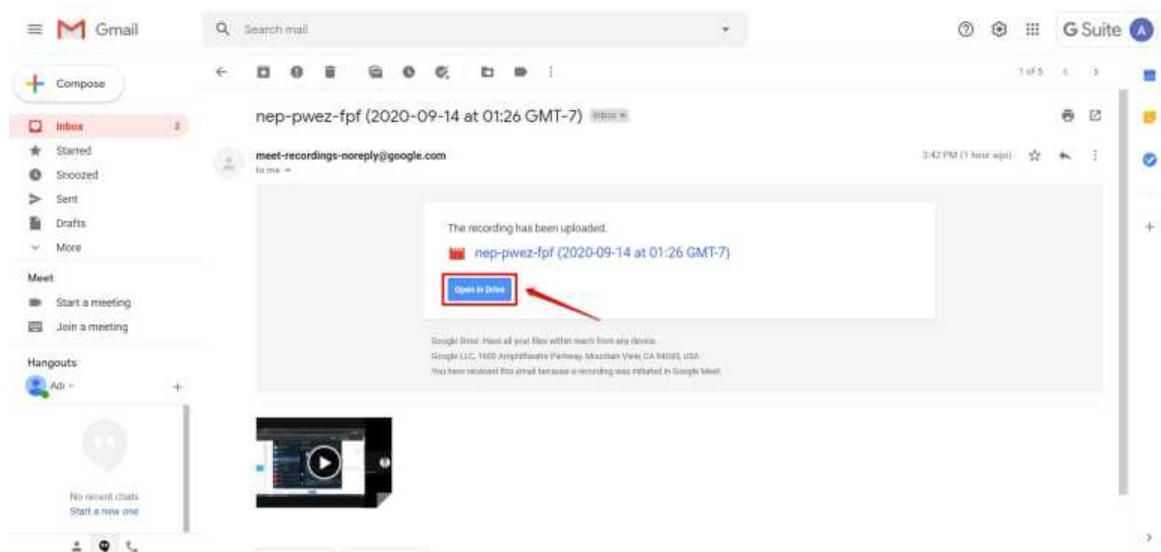 Gmail
Search mail
G Suite
A
Compose
1 of 5
Inbox
Starred
Snoozed
Sent
Drafts
More
nep-pwez-fpf (2020-09-14 at 01:26 GMT-7) Inbox x
meet-recordings-noreply@google.com
3:42 PM (1 hour ago)
to me
The recording has been uploaded.
nep-pwez-fpf (2020-09-14 at 01:26 GMT-7)
Open in Drive
Meet
Start a meeting
Join a meeting
Google Drive: Have all your files within reach from any device.
Google LLC, 1600 Amphitheatre Parkway, Mountain View, CA 94043, USA
You have received this email because a recording was initiated in Google Meet.
Hangouts
Adi
No recent chats
Start a new one